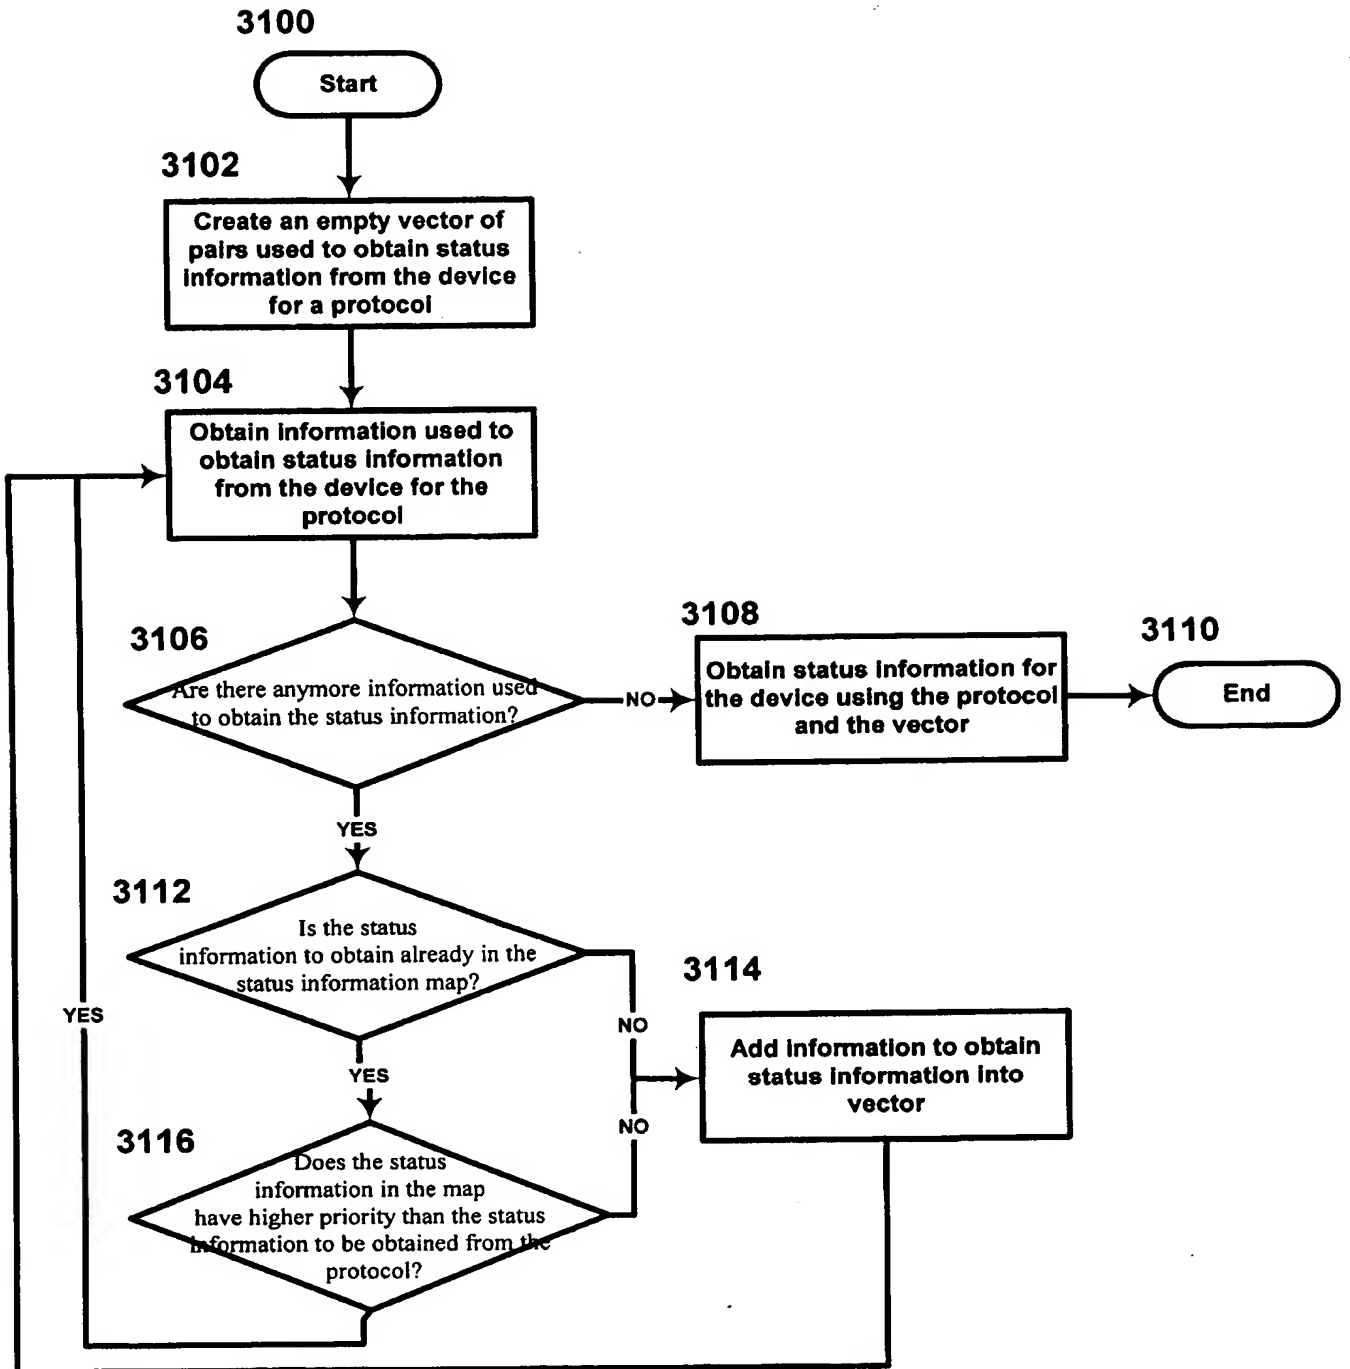 3100
Start
3102
Create an empty vector of
pairs used to obtain status
information from the device
for a protocol
3104
Obtain information used to
obtain status information
from the device for the
protocol
3106
Are there anymore information used
to obtain the status information?
NO
3108
Obtain status information for
the device using the protocol
and the vector
3110
End
YES
3112
Is the status
information to obtain already in the
status information map?
NO
3114
Add information to obtain
status information into
vector
YES
YES
NO
3116
Does the status
information in the map
have higher priority than the status
information to be obtained from the
protocol?